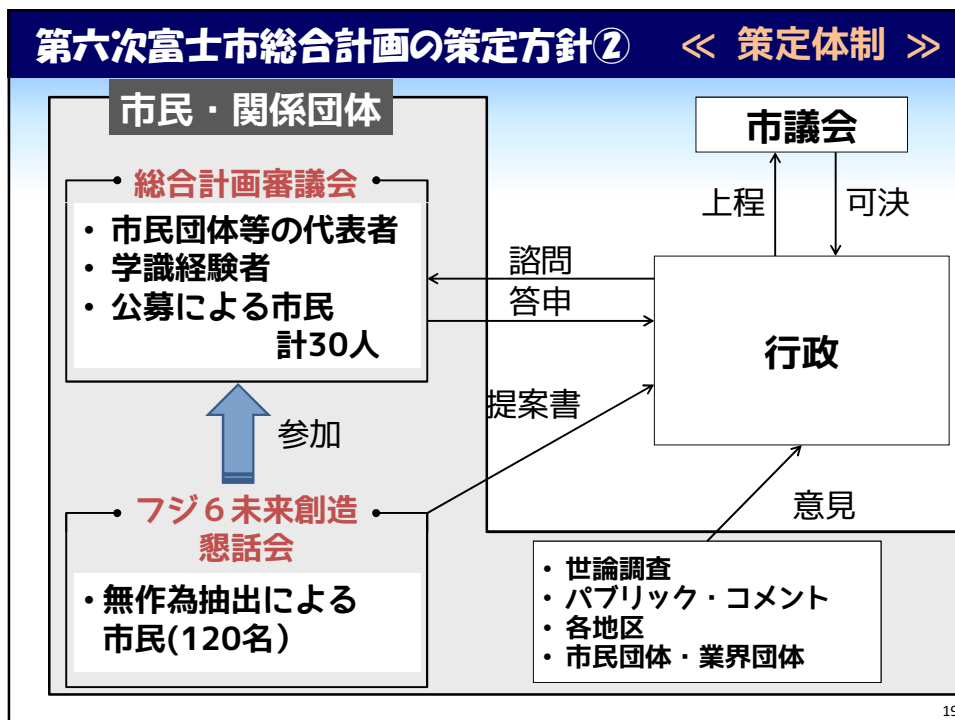 第六次富士市総合計画の策定方針② ≪ 策定体制 ≫
市民・関係団体
総合計画審議会
・ 市民団体等の代表者
・ 学識経験者
・ 公募による市民
計30人
参加
フジ６未来創造
懇話会
・無作為抽出による
市民(120名）
市議会
上程
可決
諮問
答申
行政
提案書
意見
・ 世論調査
・ パブリック・コメント
・ 各地区
・ 市民団体・業界団体
19